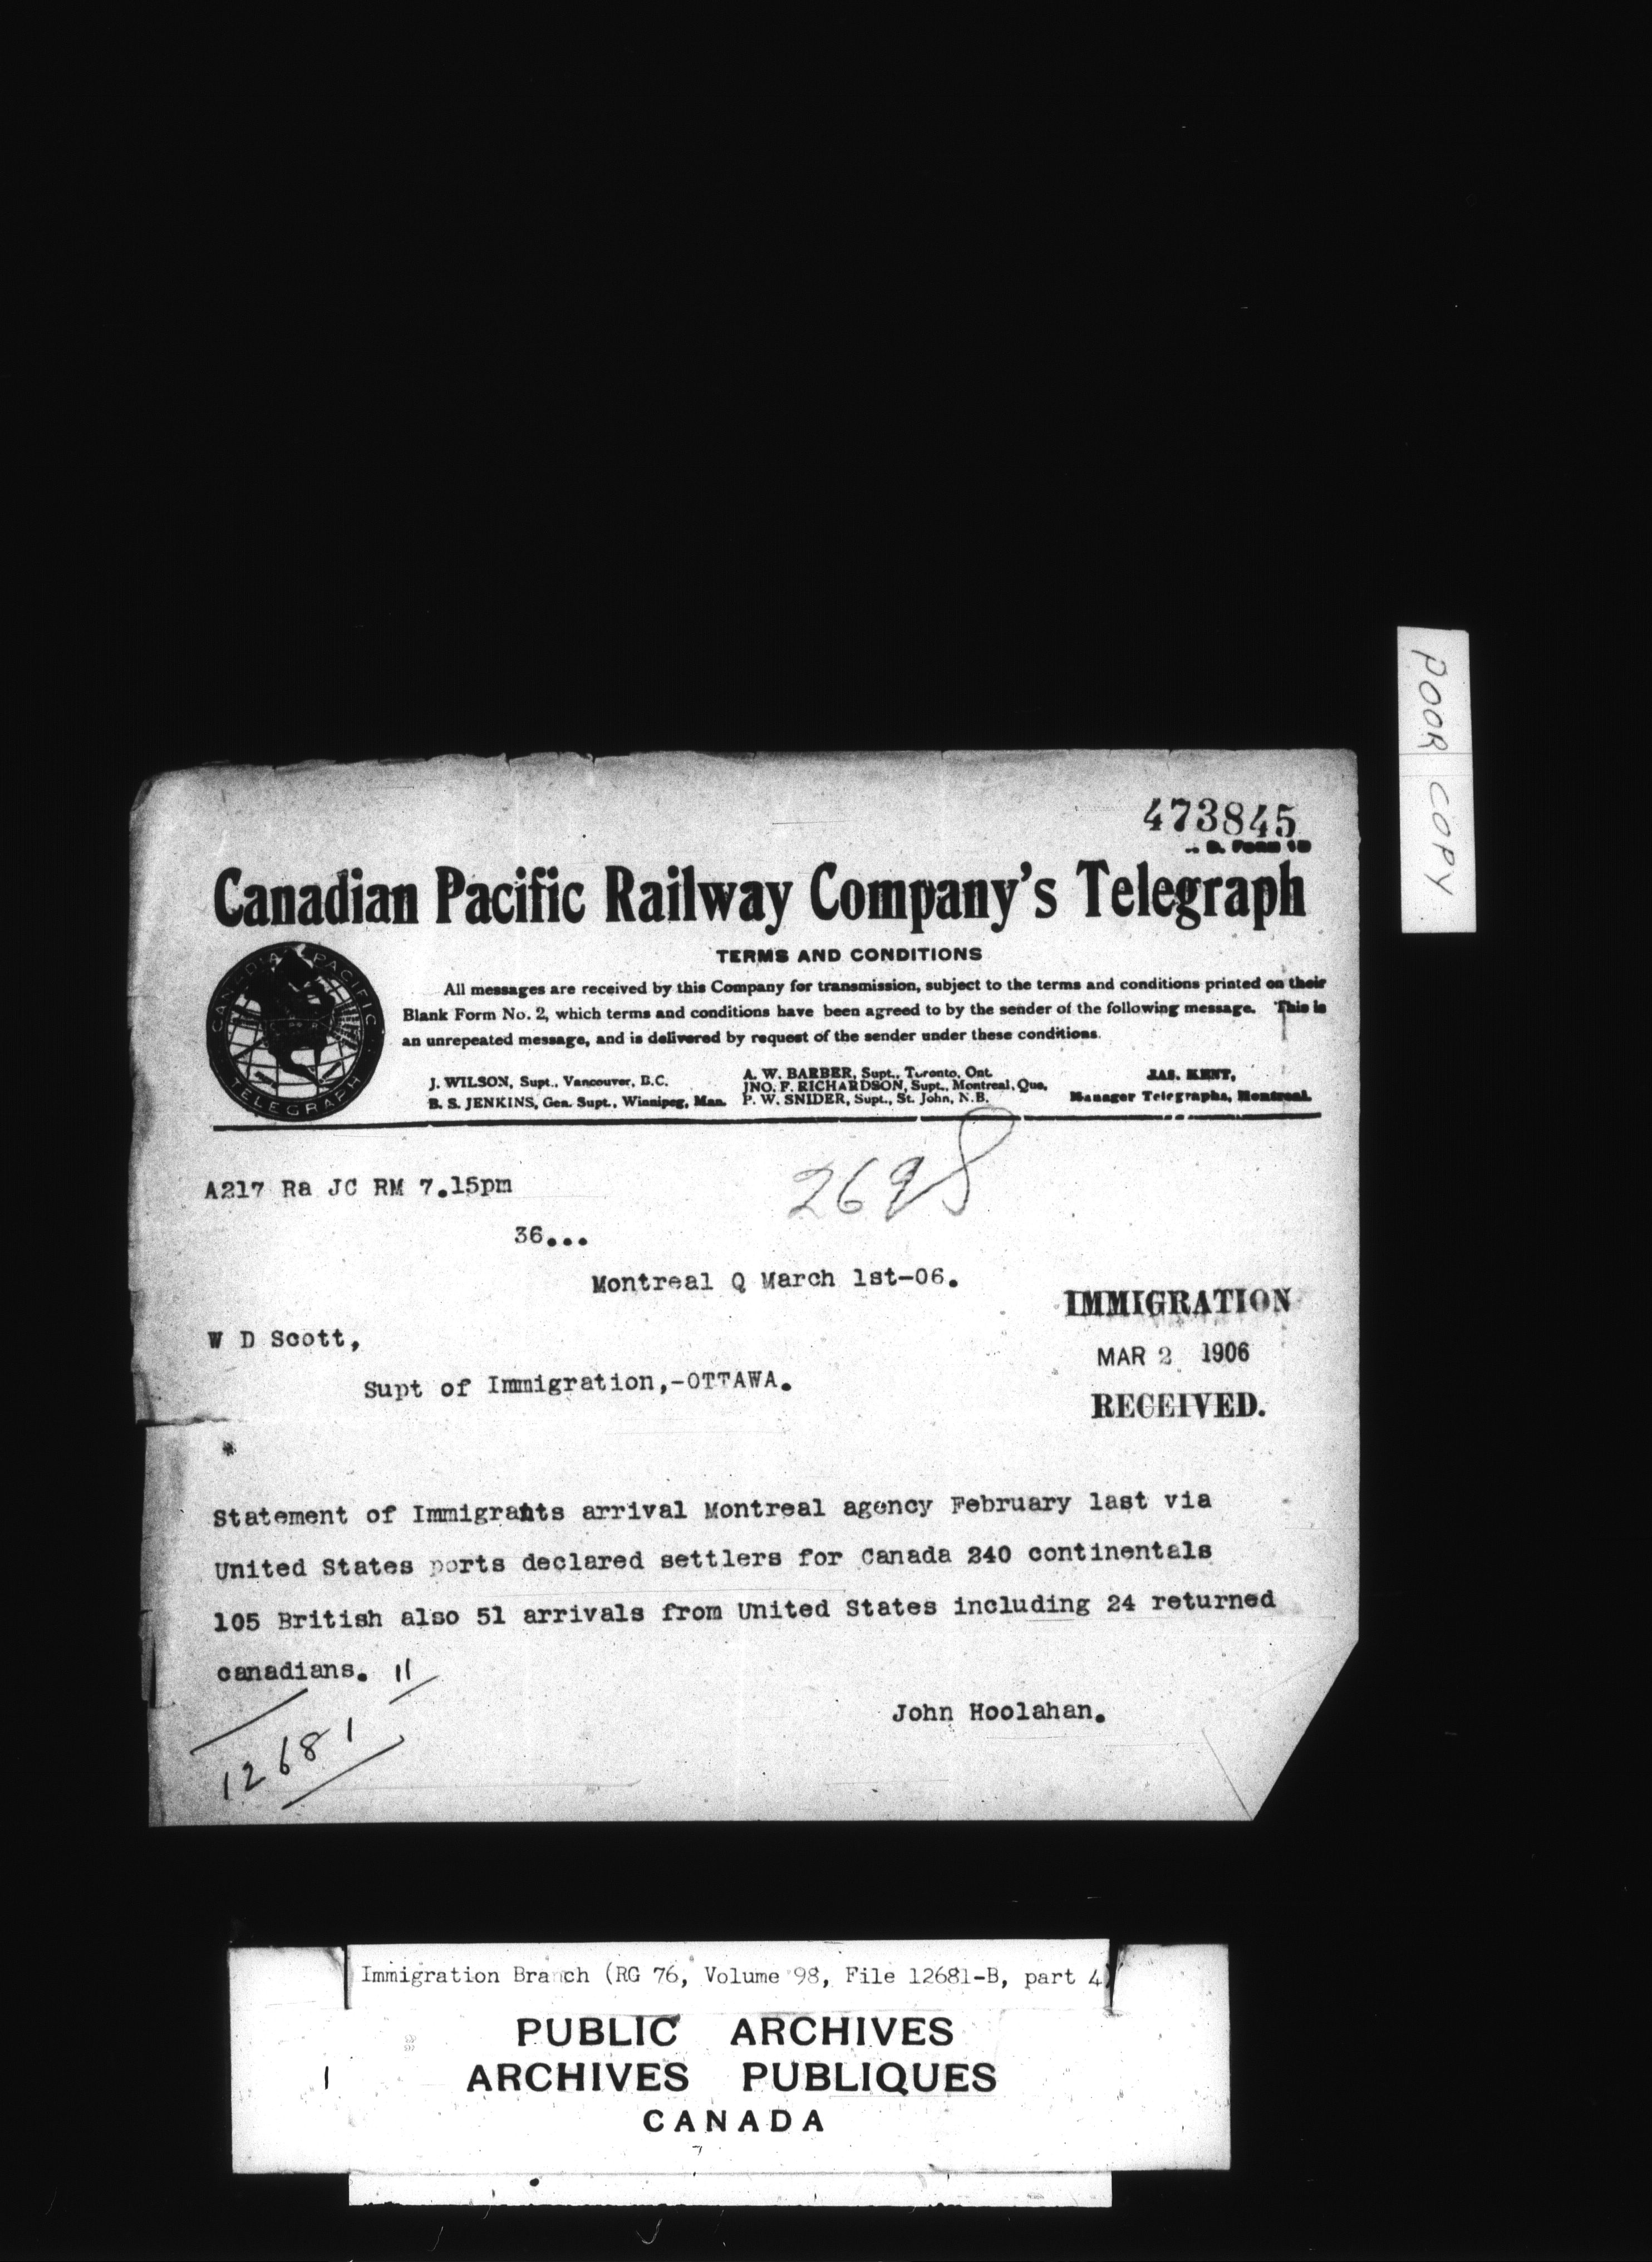 POOR COPY
473845
D. Form 1D
Canadian Pacific Railway Company's Telegraph
CANADIAN PACIFIC
TELEGRAPH
TERMS AND CONDITIONS
All messages are received by this Company for transmission, subject to the terms and conditions printed on their
Blank Form No. 2, which terms and conditions have been agreed to by the sender of the following message. This is
an unrepeated message, and is delivered by request of the sender under these conditions.
J. WILSON, Supt., Vancouver, B.C.
B. S. JENKINS, Gen. Supt., Winnipeg, Man.
A. W. BARBER, Supt., Toronto, Ont.
JNO. F. RICHARDSON, Supt., Montreal, Que.
P. W. SNIDER, Supt., St. John, N.B.
JAS. KENT,
Manager Telegraphs, Montreal.
2698
A217 Ra JC RM 7.15pm
36...
Montreal Q March 1st-06.
IMMIGRATION
MAR 2 1906
RECEIVED.
W D Scott,
Supt of Immigration,-OTTAWA.
Statement of Immigrants arrival Montreal agency February last via
United States ports declared settlers for Canada 240 continentals
105 British also 51 arrivals from United States including 24 returned
canadians. 11
John Hoolahan.
12681
Immigration Branch (RG 76, Volume 98, File 12681-B, part 4)
PUBLIC ARCHIVES
ARCHIVES PUBLIQUES
CANADA